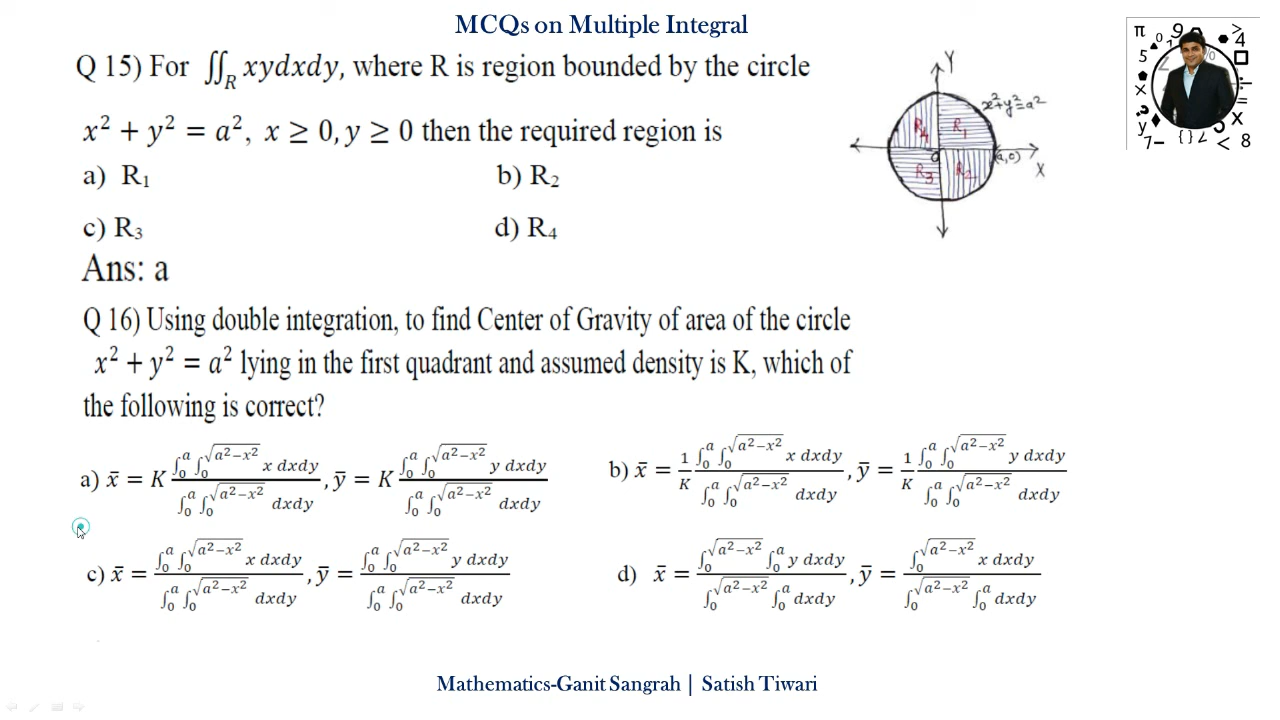 MCQs on Multiple Integral
Q 15) For ∬_R xydxdy, where R is region bounded by the circle
x² + y² = a², x ≥ 0, y ≥ 0 then the required region is
a) R₁ b) R₂
c) R₃ d) R₄
Ans: a
Y
x²+y²=a²
R₄ R₁
O (a,0)
X
R₃ R₂
Q 16) Using double integration, to find Center of Gravity of area of the circle
x² + y² = a² lying in the first quadrant and assumed density is K, which of
the following is correct?
a) x̄ = K (∫₀^a ∫₀^√(a²−x²) x dxdy)/(∫₀^a ∫₀^√(a²−x²) dxdy), ȳ = K (∫₀^a ∫₀^√(a²−x²) y dxdy)/(∫₀^a ∫₀^√(a²−x²) dxdy)
b) x̄ = 1/K (∫₀^a ∫₀^√(a²−x²) x dxdy)/(∫₀^a ∫₀^√(a²−x²) dxdy), ȳ = 1/K (∫₀^a ∫₀^√(a²−x²) y dxdy)/(∫₀^a ∫₀^√(a²−x²) dxdy)
c) x̄ = (∫₀^a ∫₀^√(a²−x²) x dxdy)/(∫₀^a ∫₀^√(a²−x²) dxdy), ȳ = (∫₀^a ∫₀^√(a²−x²) y dxdy)/(∫₀^a ∫₀^√(a²−x²) dxdy)
d) x̄ = (∫₀^√(a²−x²) ∫₀^a y dxdy)/(∫₀^√(a²−x²) ∫₀^a dxdy), ȳ = (∫₀^√(a²−x²) x dxdy)/(∫₀^√(a²−x²) ∫₀^a dxdy)
Mathematics-Ganit Sangrah | Satish Tiwari